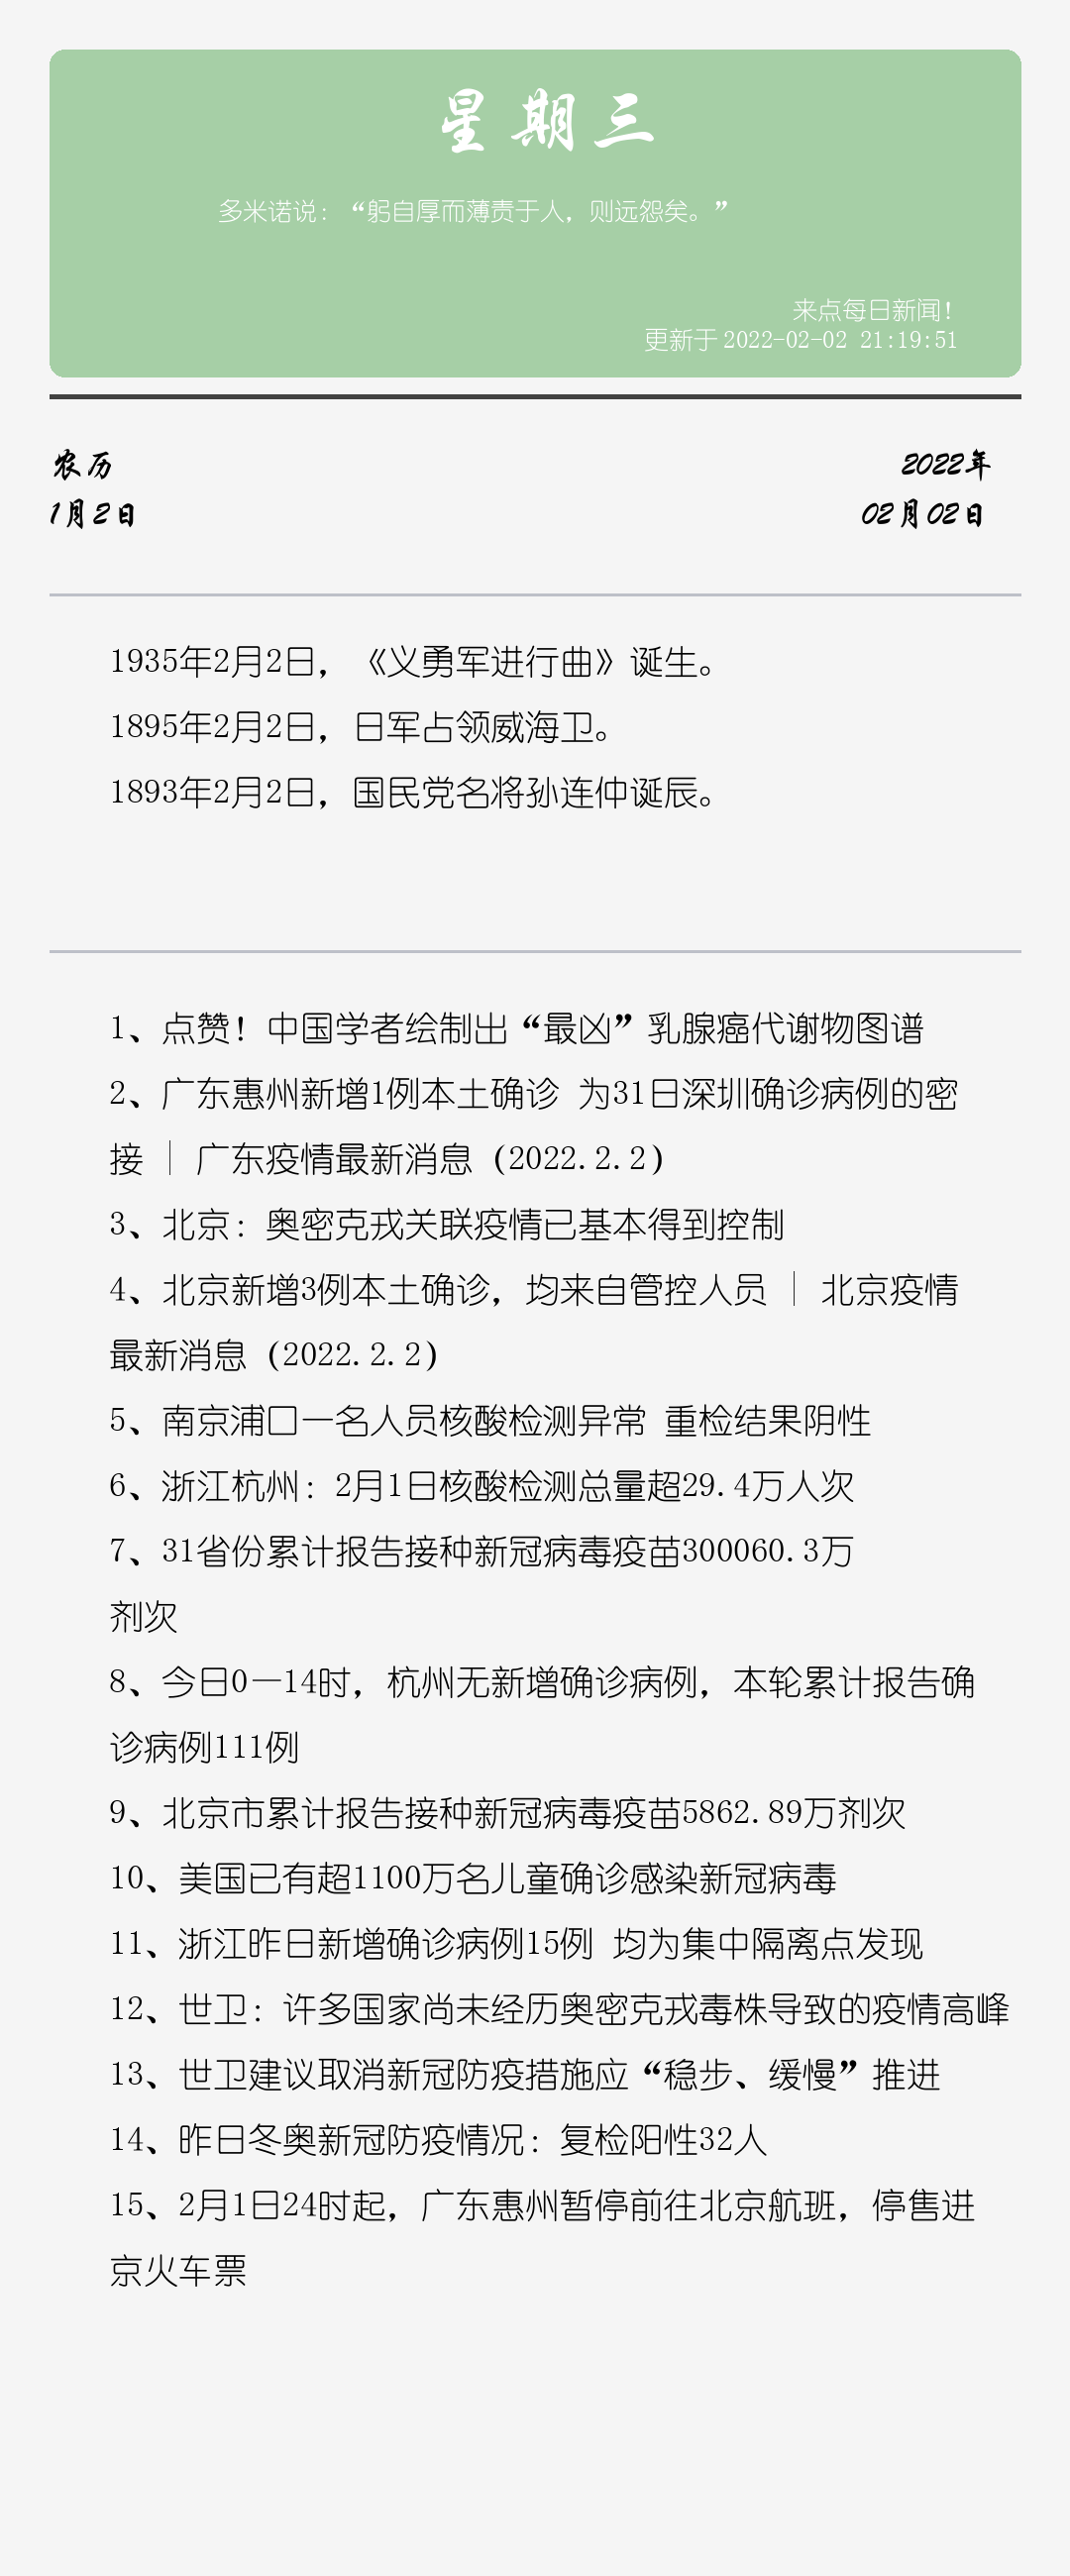 星期三
多米诺说：“躬自厚而薄责于人，则远怨矣。”
来点每日新闻！
更新于 2022-02-02 21:19:51
农历
1月2日
2022年
02月02日
1935年2月2日，《义勇军进行曲》诞生。
1895年2月2日，日军占领威海卫。
1893年2月2日，国民党名将孙连仲诞辰。
1、点赞！中国学者绘制出“最凶”乳腺癌代谢物图谱
2、广东惠州新增1例本土确诊 为31日深圳确诊病例的密
接 ｜ 广东疫情最新消息（2022.2.2）
3、北京：奥密克戎关联疫情已基本得到控制
4、北京新增3例本土确诊，均来自管控人员 ｜ 北京疫情
最新消息（2022.2.2）
5、南京浦口一名人员核酸检测异常 重检结果阴性
6、浙江杭州：2月1日核酸检测总量超29.4万人次
7、31省份累计报告接种新冠病毒疫苗300060.3万
剂次
8、今日0—14时，杭州无新增确诊病例，本轮累计报告确
诊病例111例
9、北京市累计报告接种新冠病毒疫苗5862.89万剂次
10、美国已有超1100万名儿童确诊感染新冠病毒
11、浙江昨日新增确诊病例15例 均为集中隔离点发现
12、世卫：许多国家尚未经历奥密克戎毒株导致的疫情高峰
13、世卫建议取消新冠防疫措施应“稳步、缓慢”推进
14、昨日冬奥新冠防疫情况：复检阳性32人
15、2月1日24时起，广东惠州暂停前往北京航班，停售进
京火车票